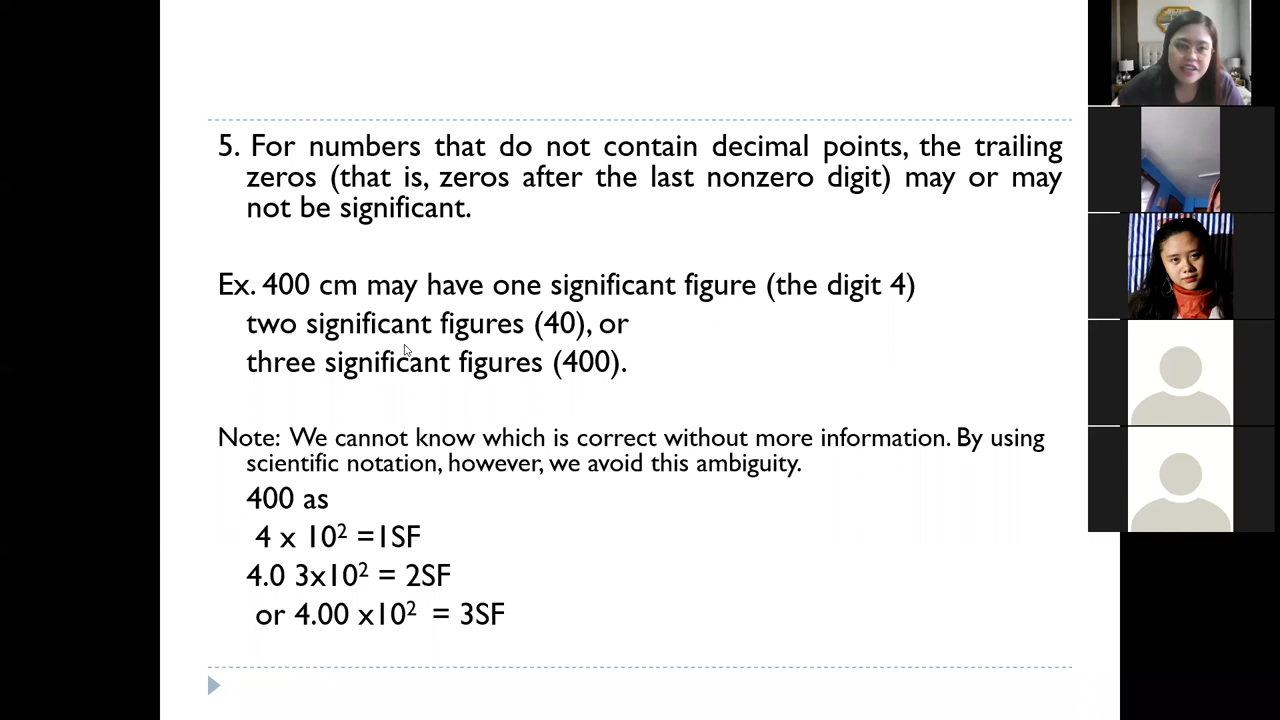 5. For numbers that do not contain decimal points, the trailing
zeros (that is, zeros after the last nonzero digit) may or may
not be significant.
Ex. 400 cm may have one significant figure (the digit 4)
two significant figures (40), or
three significant figures (400).
Note: We cannot know which is correct without more information. By using
scientific notation, however, we avoid this ambiguity.
400 as
4 x 10² =1SF
4.0 3x10² = 2SF
or 4.00 x10² = 3SF